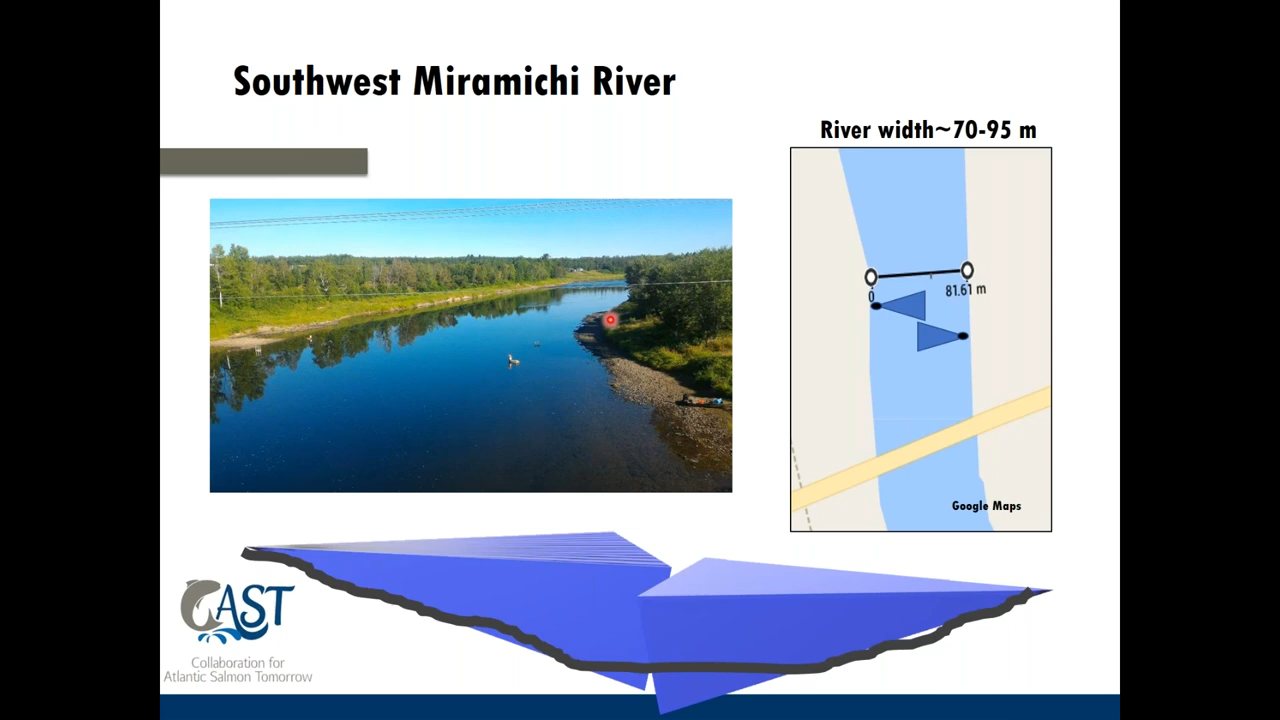 Southwest Miramichi River
River width~70-95 m
0
81.61 m
Google Maps
CAST
Collaboration for
Atlantic Salmon Tomorrow